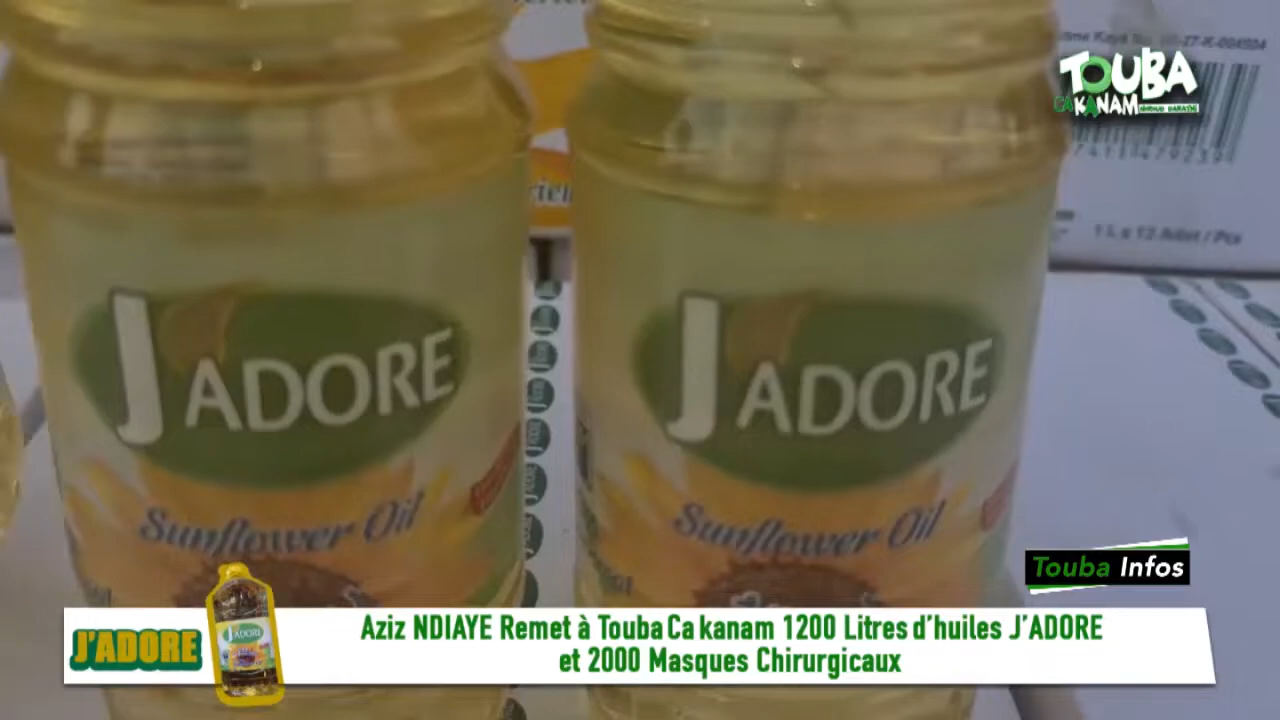 TOUBA
CA KANAM
1 L x 12 Adet / Pcs
J ADORE
Sunflower Oil
J ADORE
Sunflower Oil
Touba Infos
J'ADORE
Aziz NDIAYE Remet à Touba Ca kanam 1200 Litres d'huiles J'ADORE
et 2000 Masques Chirurgicaux